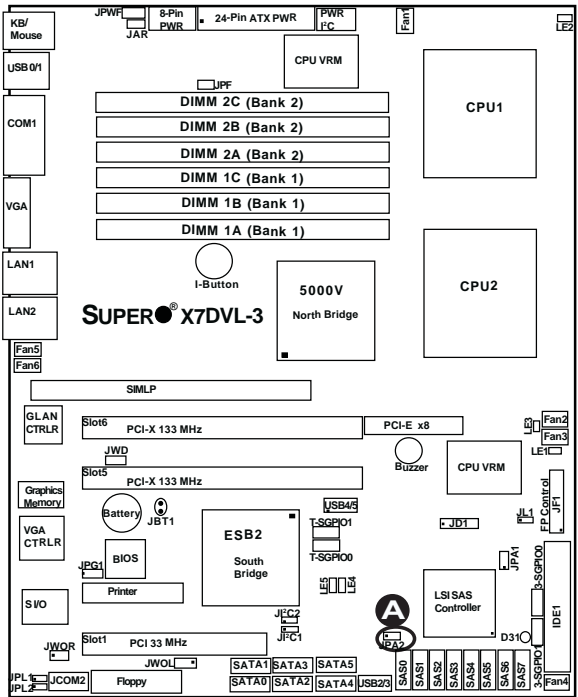 KB/
Mouse
JPWF
JAR
8-Pin
PWR
24-Pin ATX PWR
PWR
I²C
Fan1
LE2
USB0/1
CPU VRM
JPF
COM1
DIMM 2C (Bank 2)
DIMM 2B (Bank 2)
DIMM 2A (Bank 2)
DIMM 1C (Bank 1)
DIMM 1B (Bank 1)
DIMM 1A (Bank 1)
CPU1
VGA
LAN1
I-Button
5000V
North Bridge
CPU2
LAN2
SUPER ® X7DVL-3
Fan5
Fan6
SIMLP
GLAN
CTRLR
Slot6
PCI-X 133 MHz
PCI-E x8
LE3
Fan2
Fan3
JWD
Buzzer
LE1
Slot5
PCI-X 133 MHz
CPU VRM
Graphics
Memory
Battery
JBT1
USB4/5
T-SGPIO1
T-SGPIO0
JD1
JL1
FP Control
JF1
VGA
CTRLR
BIOS
ESB2
South
Bridge
JPG1
Printer
LE5
LE4
JPA1
LSI SAS
Controller
3-SGPIO0
IDE1
S I/O
JI²C2
JI²C1
A
JPA2
D31
3-SGPIO1
Slot1
PCI 33 MHz
JWOR
JWOL
JPL1
JPL2
JCOM2
Floppy
SATA1
SATA3
SATA5
SATA0
SATA2
SATA4
USB2/3
SAS0
SAS1
SAS2
SAS3
SAS4
SAS5
SAS6
SAS7
Fan4